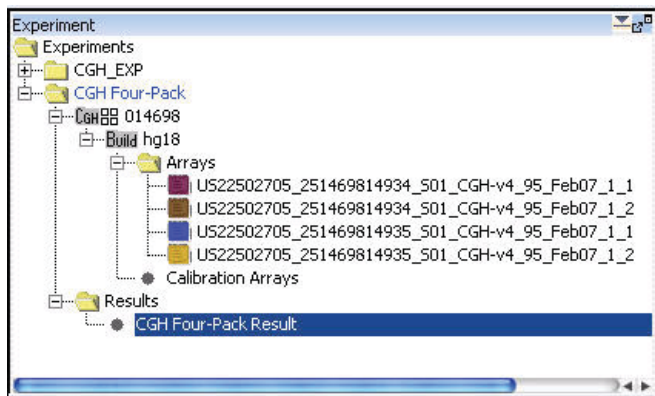 Experiment
Experiments
CGH_EXP
CGH Four-Pack
CGH 014698
Build hg18
Arrays
US22502705_251469814934_S01_CGH-v4_95_Feb07_1_1
US22502705_251469814934_S01_CGH-v4_95_Feb07_1_2
US22502705_251469814935_S01_CGH-v4_95_Feb07_1_1
US22502705_251469814935_S01_CGH-v4_95_Feb07_1_2
Calibration Arrays
Results
CGH Four-Pack Result